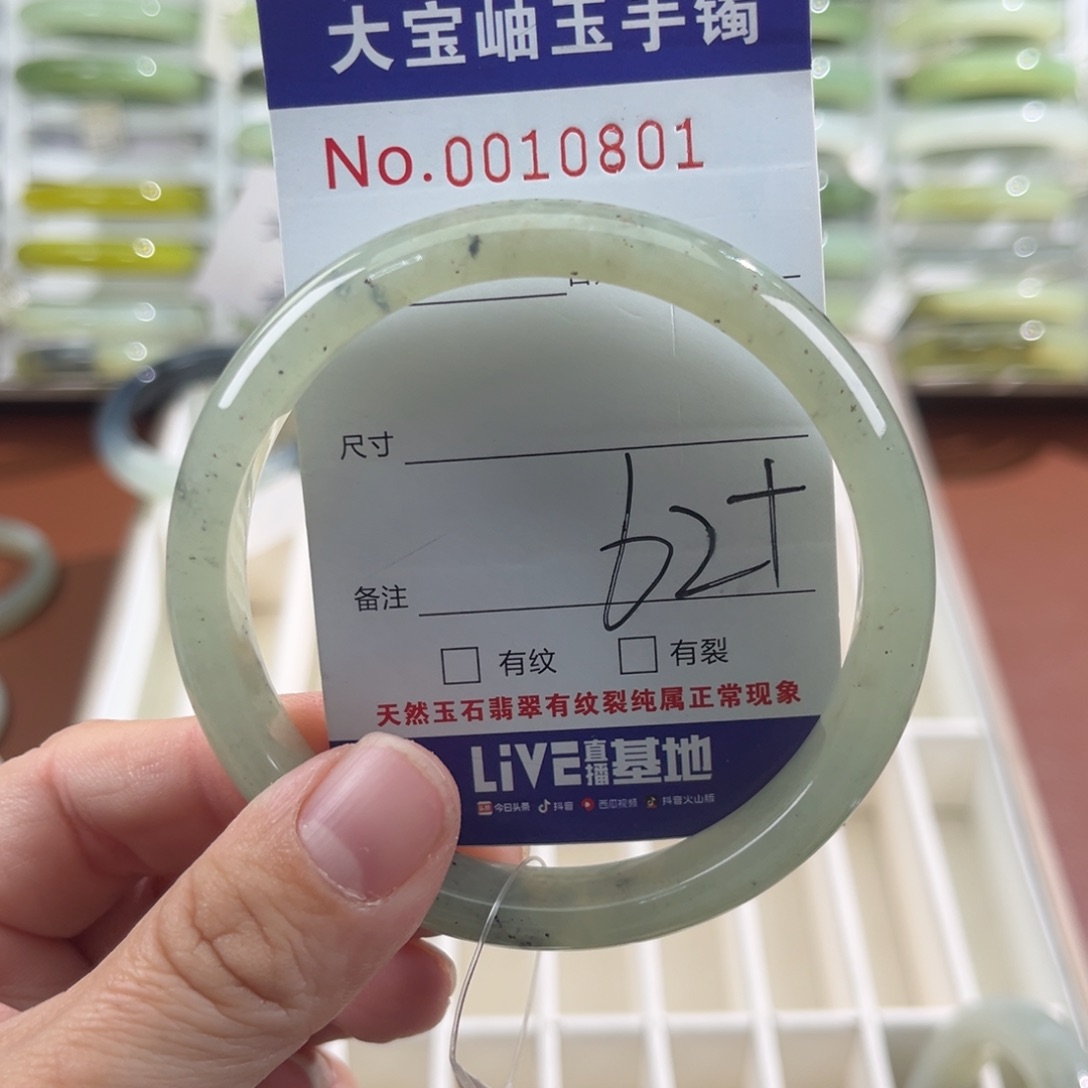 大宝岫玉手镯
No.0010801
尺寸
62+
备注
有纹 有裂
天然玉石翡翠有纹裂纯属正常现象
LiVE直播基地
今日头条 抖音 西瓜视频 抖音火山版